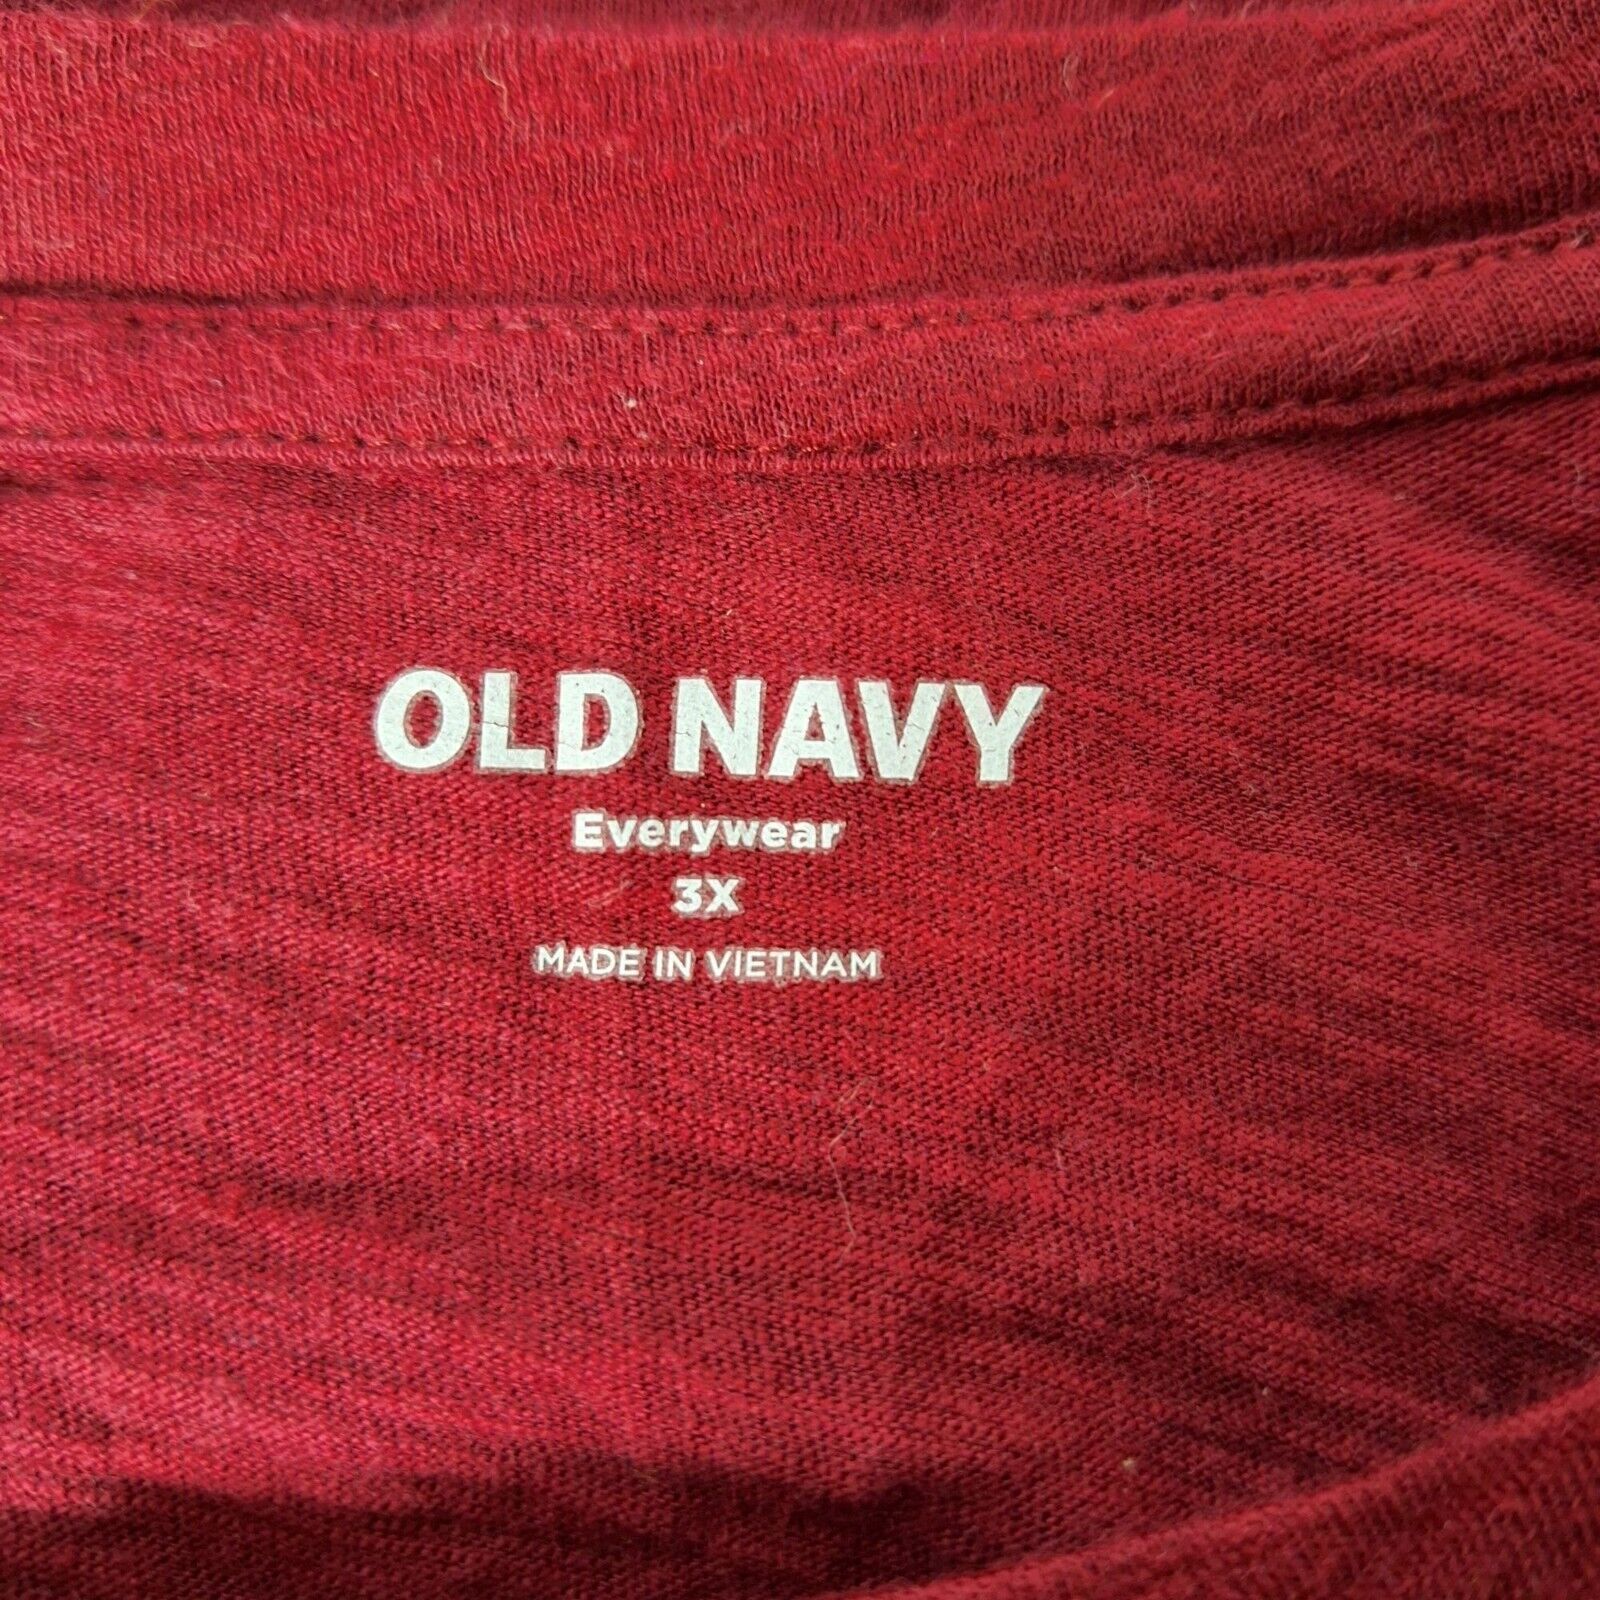 OLD NAVY
Everywear
3X
MADE IN VIETNAM